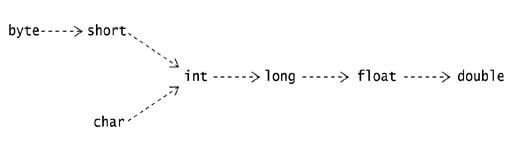 byte short
int long float double
char